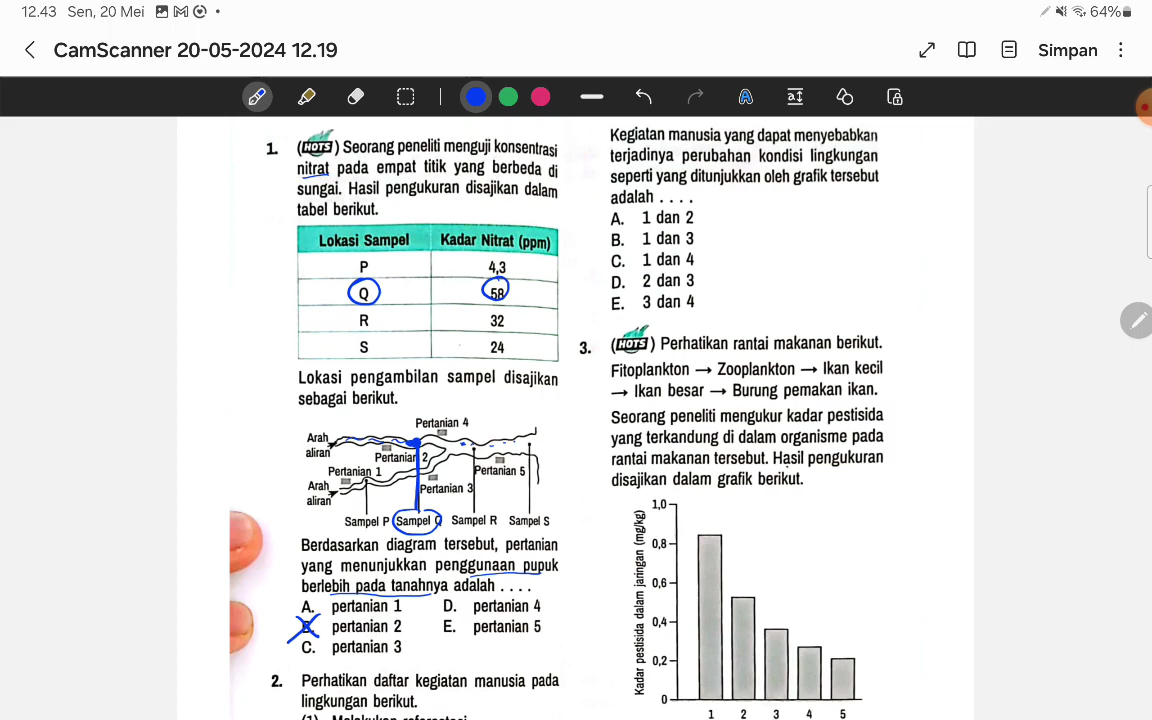 12.43 Sen, 20 Mei
64%
CamScanner 20-05-2024 12.19
Simpan
1. (HOTS) Seorang peneliti menguji konsentrasi
nitrat pada empat titik yang berbeda di
sungai. Hasil pengukuran disajikan dalam
tabel berikut.
Lokasi Sampel Kadar Nitrat (ppm)
P 4,3
Q 58
R 32
S 24
Lokasi pengambilan sampel disajikan
sebagai berikut.
Pertanian 4
Arah
aliran
Pertanian 2
Pertanian 1
Pertanian 5
Arah
aliran
Pertanian 3
Sampel P Sampel Q Sampel R Sampel S
Berdasarkan diagram tersebut, pertanian
yang menunjukkan penggunaan pupuk
berlebih pada tanahnya adalah . . . .
A. pertanian 1 D. pertanian 4
B. pertanian 2 E. pertanian 5
C. pertanian 3
2. Perhatikan daftar kegiatan manusia pada
lingkungan berikut.
(1) Melakukan reforestasi
Kegiatan manusia yang dapat menyebabkan
terjadinya perubahan kondisi lingkungan
seperti yang ditunjukkan oleh grafik tersebut
adalah . . . .
A. 1 dan 2
B. 1 dan 3
C. 1 dan 4
D. 2 dan 3
E. 3 dan 4
3. (HOTS) Perhatikan rantai makanan berikut.
Fitoplankton → Zooplankton → Ikan kecil
→ Ikan besar → Burung pemakan ikan.
Seorang peneliti mengukur kadar pestisida
yang terkandung di dalam organisme pada
rantai makanan tersebut. Hasil pengukuran
disajikan dalam grafik berikut.
Kadar pestisida dalam jaringan (mg/kg)
1,0
0,8
0,6
0,4
0,2
0
1 2 3 4 5